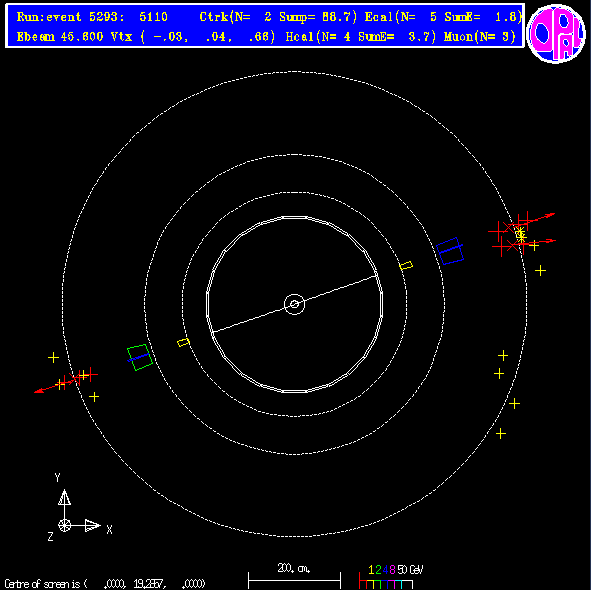 Run:event 5293: 5110 Ctrk(N= 2 Sump= 88.7) Ecal(N= 5 SumE= 1.8)
Ebeam 45.600 Vtx ( -.03, .04, .68) Hcal(N= 4 SumE= 3.7) Muon(N= 3)
Y
X
Z
200. cm.
1 2 4 8 50 GeV
Centre of screen is ( .0000, 19.2857, .0000)